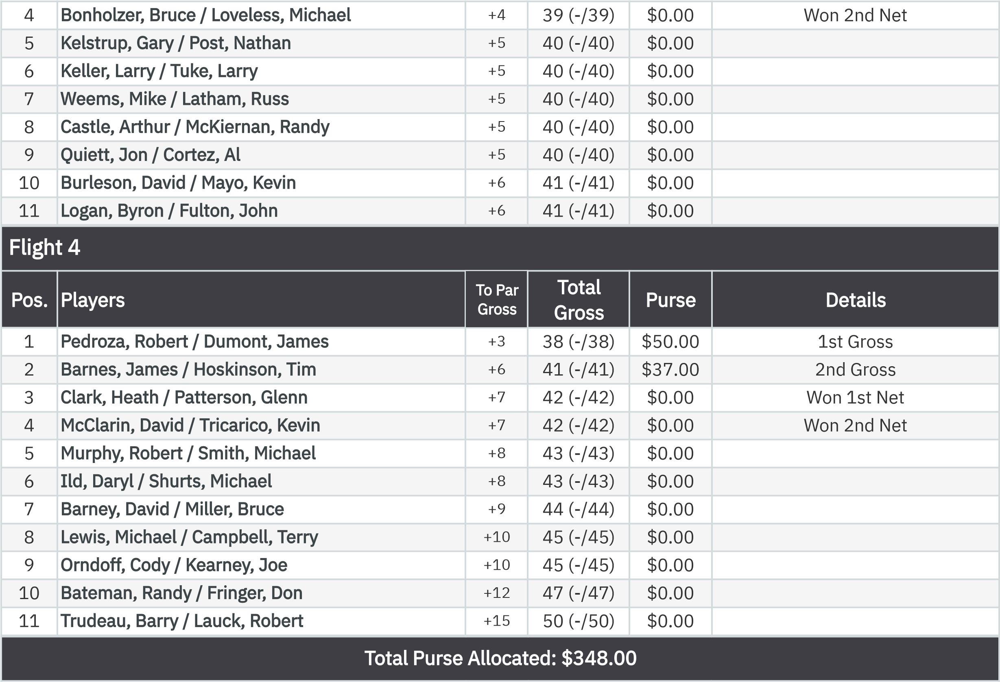 4 Bonholzer, Bruce / Loveless, Michael +4 39 (-/39) $0.00 Won 2nd Net
5 Kelstrup, Gary / Post, Nathan +5 40 (-/40) $0.00
6 Keller, Larry / Tuke, Larry +5 40 (-/40) $0.00
7 Weems, Mike / Latham, Russ +5 40 (-/40) $0.00
8 Castle, Arthur / McKiernan, Randy +5 40 (-/40) $0.00
9 Quiett, Jon / Cortez, Al +5 40 (-/40) $0.00
10 Burleson, David / Mayo, Kevin +6 41 (-/41) $0.00
11 Logan, Byron / Fulton, John +6 41 (-/41) $0.00
Flight 4
Pos. Players To Par Gross Total Gross Purse Details
1 Pedroza, Robert / Dumont, James +3 38 (-/38) $50.00 1st Gross
2 Barnes, James / Hoskinson, Tim +6 41 (-/41) $37.00 2nd Gross
3 Clark, Heath / Patterson, Glenn +7 42 (-/42) $0.00 Won 1st Net
4 McClarin, David / Tricarico, Kevin +7 42 (-/42) $0.00 Won 2nd Net
5 Murphy, Robert / Smith, Michael +8 43 (-/43) $0.00
6 Ild, Daryl / Shurts, Michael +8 43 (-/43) $0.00
7 Barney, David / Miller, Bruce +9 44 (-/44) $0.00
8 Lewis, Michael / Campbell, Terry +10 45 (-/45) $0.00
9 Orndoff, Cody / Kearney, Joe +10 45 (-/45) $0.00
10 Bateman, Randy / Fringer, Don +12 47 (-/47) $0.00
11 Trudeau, Barry / Lauck, Robert +15 50 (-/50) $0.00
Total Purse Allocated: $348.00